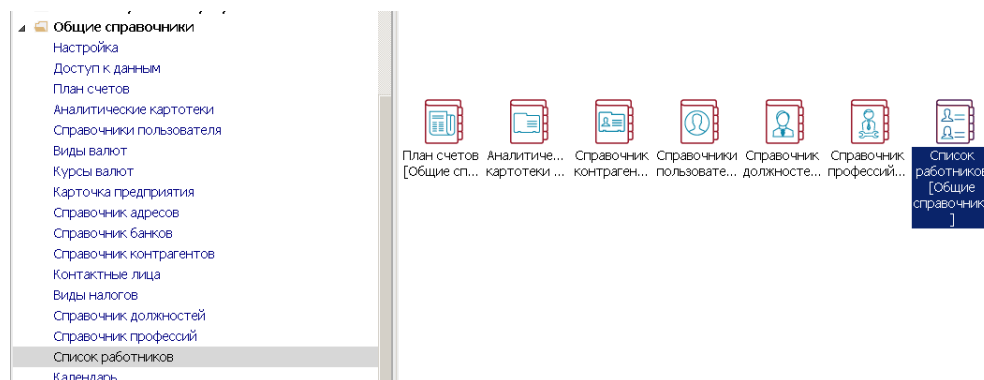 Общие справочники
Настройка
Доступ к данным
План счетов
Аналитические картотеки
Справочники пользователя
Виды валют
Курсы валют
Карточка предприятия
Справочник адресов
Справочник банков
Справочник контрагентов
Контактные лица
Виды налогов
Справочник должностей
Справочник профессий
Список работников
Календарь
План счетов
[Общие сп...
Аналитиче...
картотеки ...
Справочник
контраген...
Справочники
пользовате...
Справочник
должносте...
Справочник
профессий...
Список
работников
[Общие
справочник
]